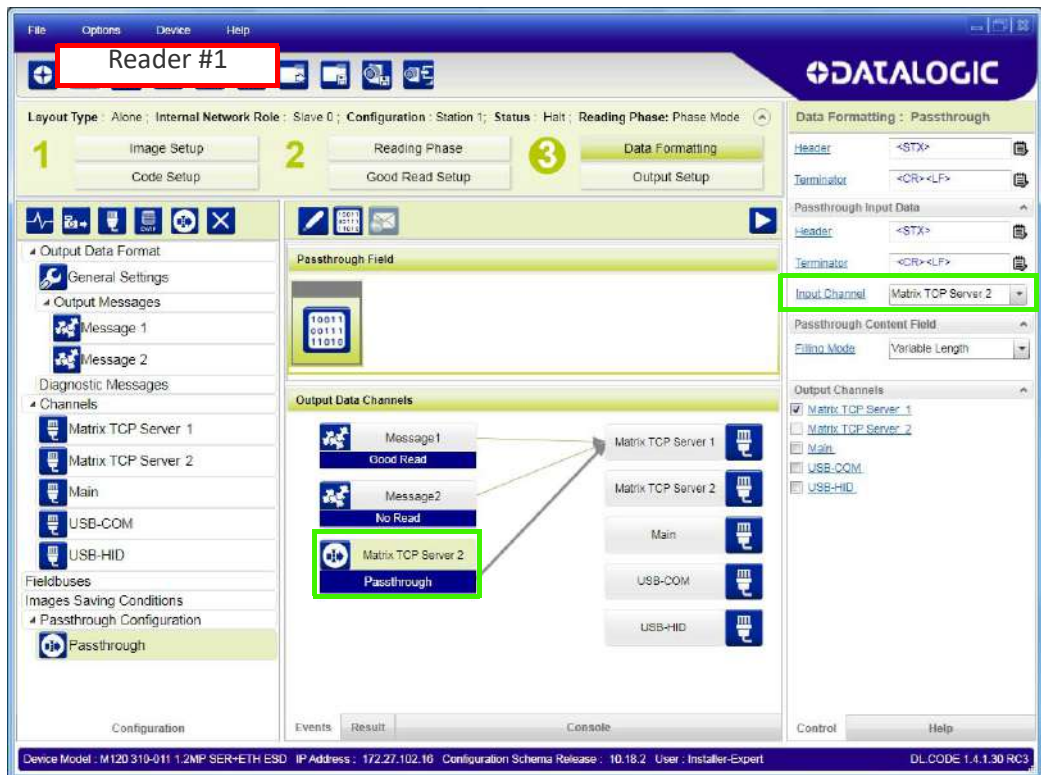 File Options Device Help
Reader #1
DATALOGIC
Layout Type : Alone ; Internal Network Role : Slave 0 ; Configuration : Station 1; Status : Halt ; Reading Phase: Phase Mode
1 Image Setup
Code Setup
2 Reading Phase
Good Read Setup
3 Data Formatting
Output Setup
Output Data Format
General Settings
Output Messages
Message 1
Message 2
Diagnostic Messages
Channels
Matrix TCP Server 1
Matrix TCP Server 2
Main
USB-COM
USB-HID
Fieldbuses
Images Saving Conditions
Passthrough Configuration
Passthrough
Configuration
Passthrough Field
10011
00111
11010
Output Data Channels
Message1
Good Read
Message2
No Read
Matrix TCP Server 2
Passthrough
Matrix TCP Server 1
Matrix TCP Server 2
Main
USB-COM
USB-HID
Events Result Console
Data Formatting : Passthrough
Header <STX>
Terminator <CR><LF>
Passthrough Input Data
Header <STX>
Terminator <CR><LF>
Input Channel Matrix TCP Server 2
Passthrough Content Field
Filling Mode Variable Length
Output Channels
Matrix TCP Server 1
Matrix TCP Server 2
Main
USB-COM
USB-HID
Control Help
Device Model : M120 310-011 1.2MP SER+ETH ESD IP Address : 172.27.102.16 Configuration Schema Release : 10.18.2 User : Installer-Expert DL.CODE 1.4.1.30 RC3